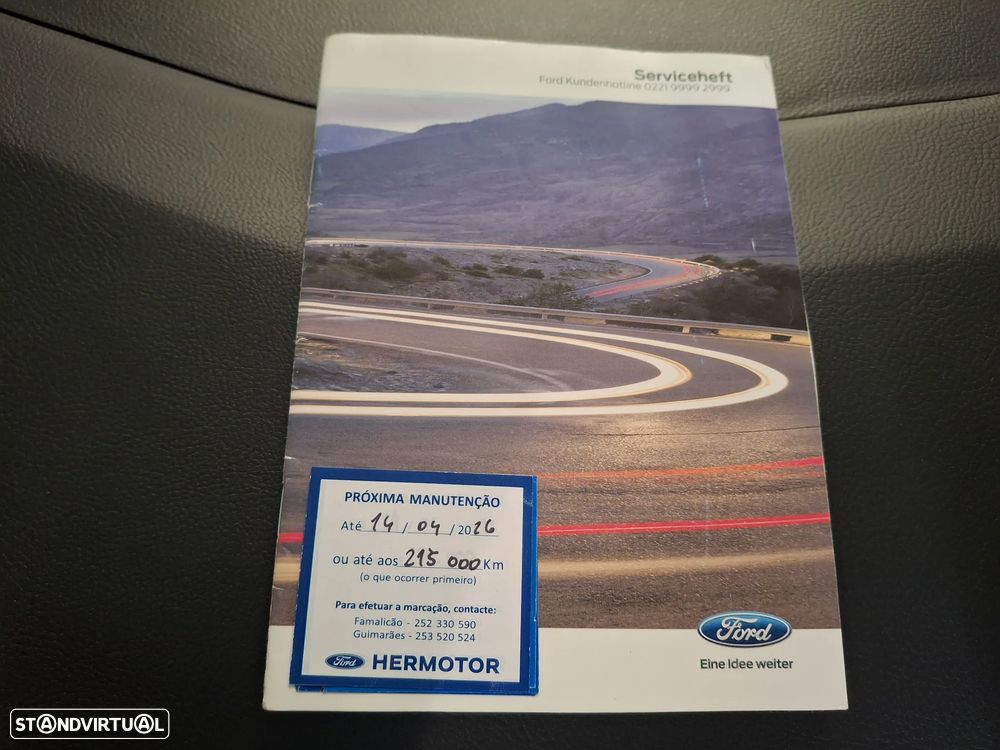 Serviceheft
Ford Kundenhotline 0221 9999 2999
PRÓXIMA MANUTENÇÃO
Até 14 / 04 / 2026
ou até aos 215 000 Km
(o que ocorrer primeiro)
Para efetuar a marcação, contacte:
Famalicão - 252 330 590
Guimarães - 253 520 524
Ford HERMOTOR
Ford
Eine Idee weiter
STANDVIRTUAL